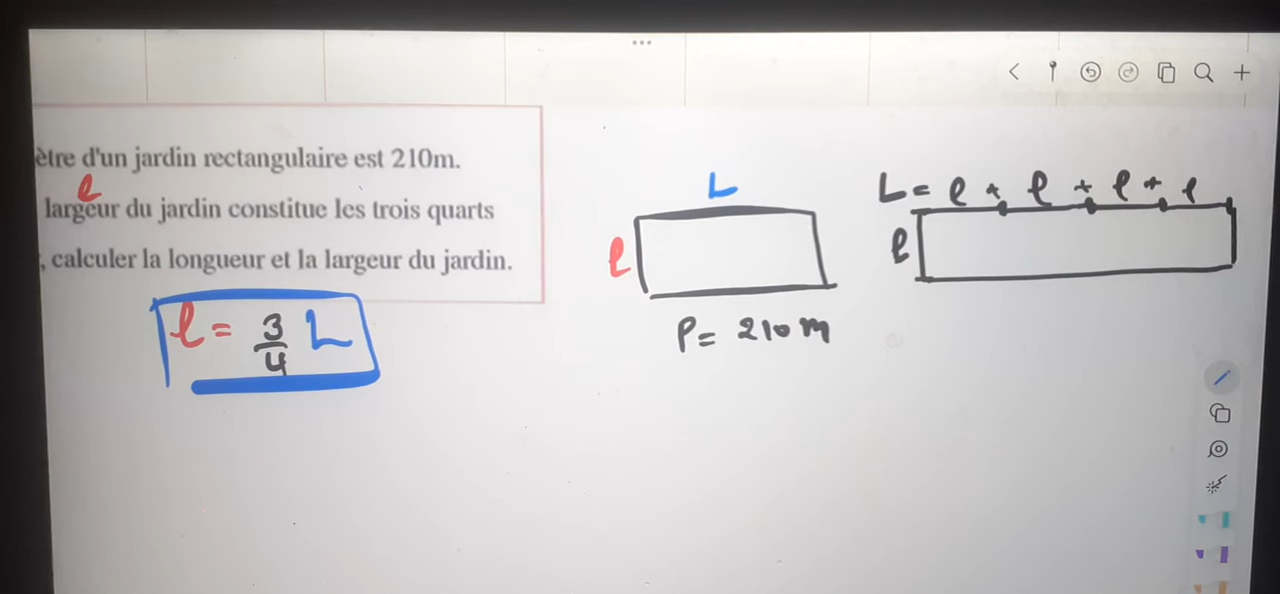 ètre d'un jardin rectangulaire est 210m.
l
largeur du jardin constitue les trois quarts
, calculer la longueur et la largeur du jardin.
l = 3/4 L
L
l
P = 210 m
L = l + l + l + l
l